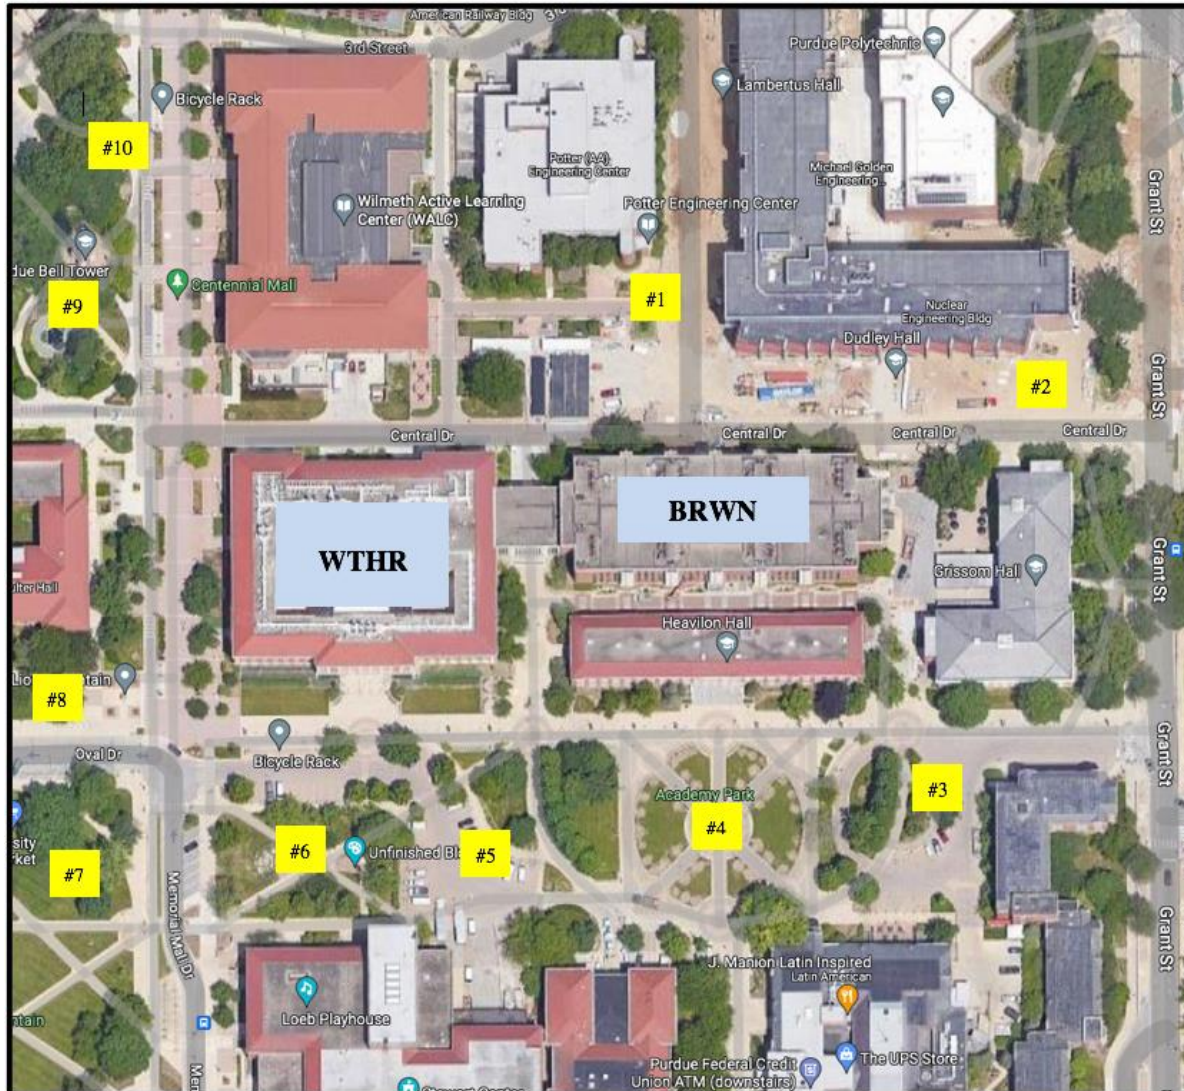 American Railway Bldg
3rd
3rd Street
Purdue Polytechnic
Bicycle Rack
Lambertus Hall
#10
Potter (AA)
Engineering Center
Michael Golden
Engineering...
Wilmeth Active Learning
Center (WALC)
Potter Engineering Center
Grant St
due Bell Tower
Centennial Mall
#9
#1
Nuclear
Engineering Bldg
Dudley Hall
#2
Grant St
Central Dr
Central Dr
Central Dr
Central Dr
WTHR
BRWN
ulter Hall
Grissom Hall
Grant St
Heavilon Hall
Lio
tain
#8
Oval Dr
Bicycle Rack
Grant St
#3
Academy Park
#4
sity
rket
#6
Unfinished Bl
#5
#7
Memorial Mal Dr
Grant St
J. Manion Latin Inspired
Latin American
Loeb Playhouse
ntain
Purdue Federal Credit
Union ATM (downstairs)
The UPS Store